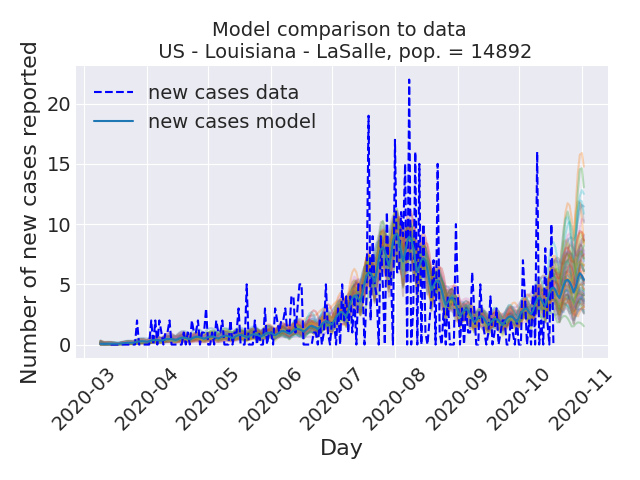 Model comparison to data
US - Louisiana - LaSalle, pop. = 14892
Number of new cases reported
20
15
10
5
0
new cases data
new cases model
2020-03
2020-04
2020-05
2020-06
2020-07
2020-08
2020-09
2020-10
2020-11
Day